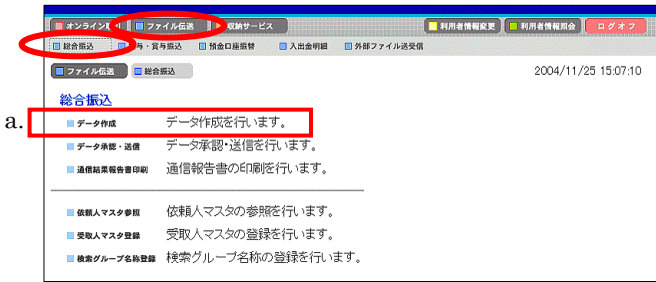 ファイル伝送 収納サービス 利用者情報変更 利用者情報照会 ログオフ
総合振込 ・賞与振込 預金口座振替 入出金明細 外部ファイル送受信
ファイル伝送 総合振込 2004/11/25 15:07:10
総合振込
a. データ作成 データ作成を行います。
データ承認・送信 データ承認・送信を行います。
通信結果報告書印刷 通信報告書の印刷を行います。
依頼人マスタ参照 依頼人マスタの参照を行います。
受取人マスタ登録 受取人マスタの登録を行います。
検索グループ名称登録 検索グループ名称の登録を行います。